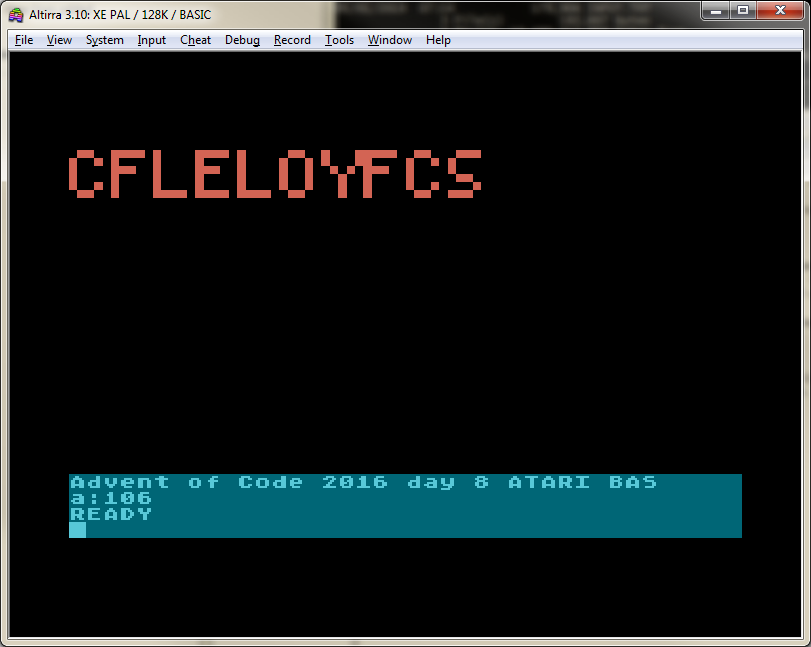 Altirra 3.10: XE PAL / 128K / BASIC
File View System Input Cheat Debug Record Tools Window Help
CFLELOYFCS
Advent of Code 2016 day 8 ATARI BAS
a:106
READY